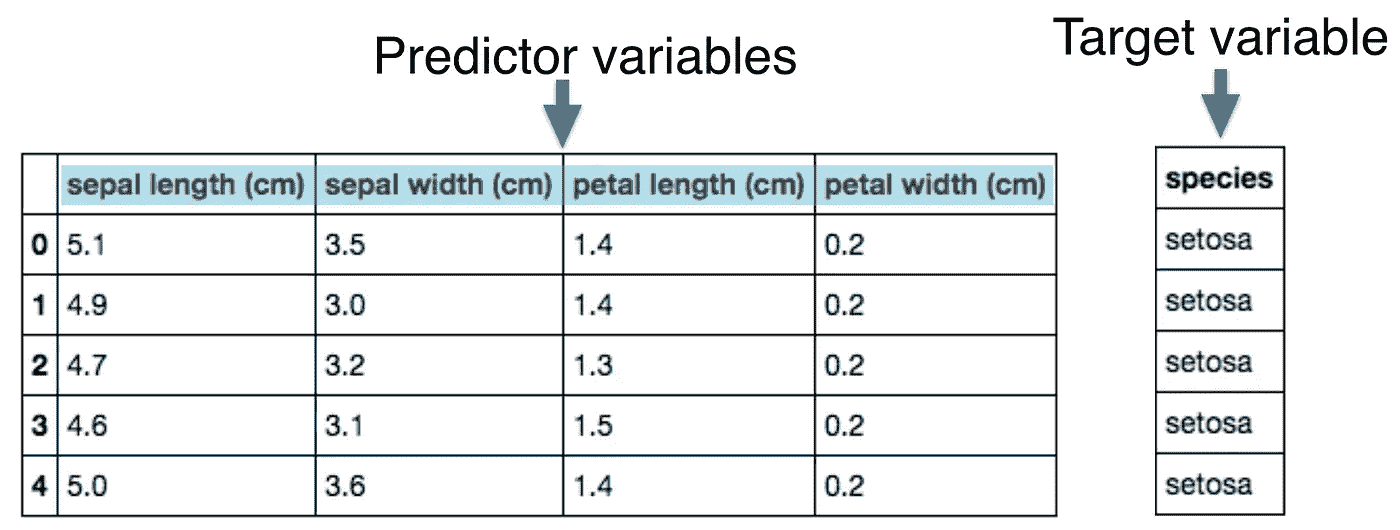 Predictor variables
Target variable
sepal length (cm) sepal width (cm) petal length (cm) petal width (cm) species
0 5.1 3.5 1.4 0.2 setosa
1 4.9 3.0 1.4 0.2 setosa
2 4.7 3.2 1.3 0.2 setosa
3 4.6 3.1 1.5 0.2 setosa
4 5.0 3.6 1.4 0.2 setosa